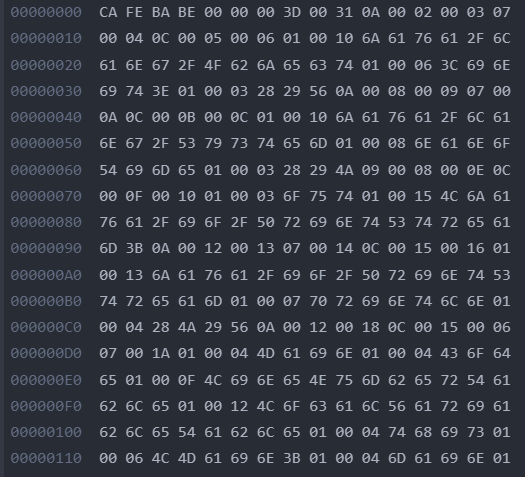 00000000 CA FE BA BE 00 00 00 3D 00 31 0A 00 02 00 03 07
00000010 00 04 0C 00 05 00 06 01 00 10 6A 61 76 61 2F 6C
00000020 61 6E 67 2F 4F 62 6A 65 63 74 01 00 06 3C 69 6E
00000030 69 74 3E 01 00 03 28 29 56 0A 00 08 00 09 07 00
00000040 0A 0C 00 0B 00 0C 01 00 10 6A 61 76 61 2F 6C 61
00000050 6E 67 2F 53 79 73 74 65 6D 01 00 08 6E 61 6E 6F
00000060 54 69 6D 65 01 00 03 28 29 4A 09 00 08 00 0E 0C
00000070 00 0F 00 10 01 00 03 6F 75 74 01 00 15 4C 6A 61
00000080 76 61 2F 69 6F 2F 50 72 69 6E 74 53 74 72 65 61
00000090 6D 3B 0A 00 12 00 13 07 00 14 0C 00 15 00 16 01
000000A0 00 13 6A 61 76 61 2F 69 6F 2F 50 72 69 6E 74 53
000000B0 74 72 65 61 6D 01 00 07 70 72 69 6E 74 6C 6E 01
000000C0 00 04 28 4A 29 56 0A 00 12 00 18 0C 00 15 00 06
000000D0 07 00 1A 01 00 04 4D 61 69 6E 01 00 04 43 6F 64
000000E0 65 01 00 0F 4C 69 6E 65 4E 75 6D 62 65 72 54 61
000000F0 62 6C 65 01 00 12 4C 6F 63 61 6C 56 61 72 69 61
00000100 62 6C 65 54 61 62 6C 65 01 00 04 74 68 69 73 01
00000110 00 06 4C 4D 61 69 6E 3B 01 00 04 6D 61 69 6E 01